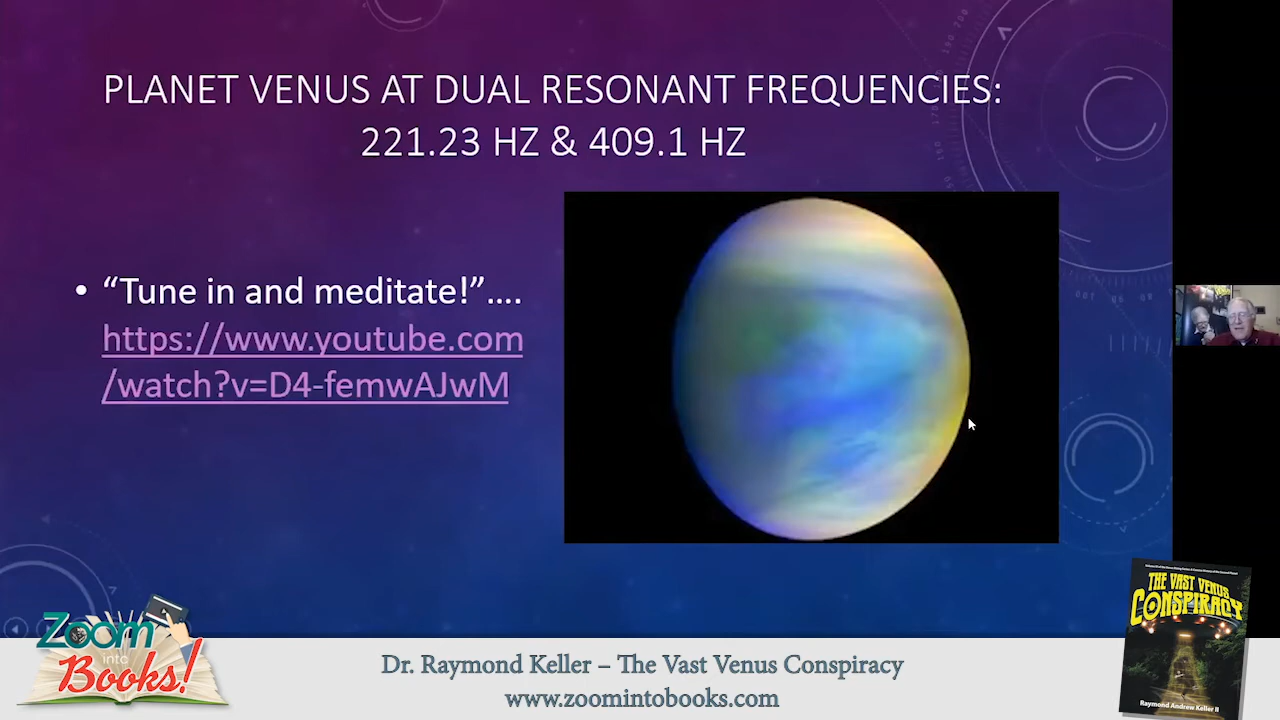 PLANET VENUS AT DUAL RESONANT FREQUENCIES:
221.23 HZ & 409.1 HZ
• “Tune in and meditate!”....
https://www.youtube.com
/watch?v=D4-femwAJwM
Zoom
into
Books!
Dr. Raymond Keller – The Vast Venus Conspiracy
www.zoomintobooks.com
THE VAST VENUS
CONSPIRACY
Raymond Andrew Keller II